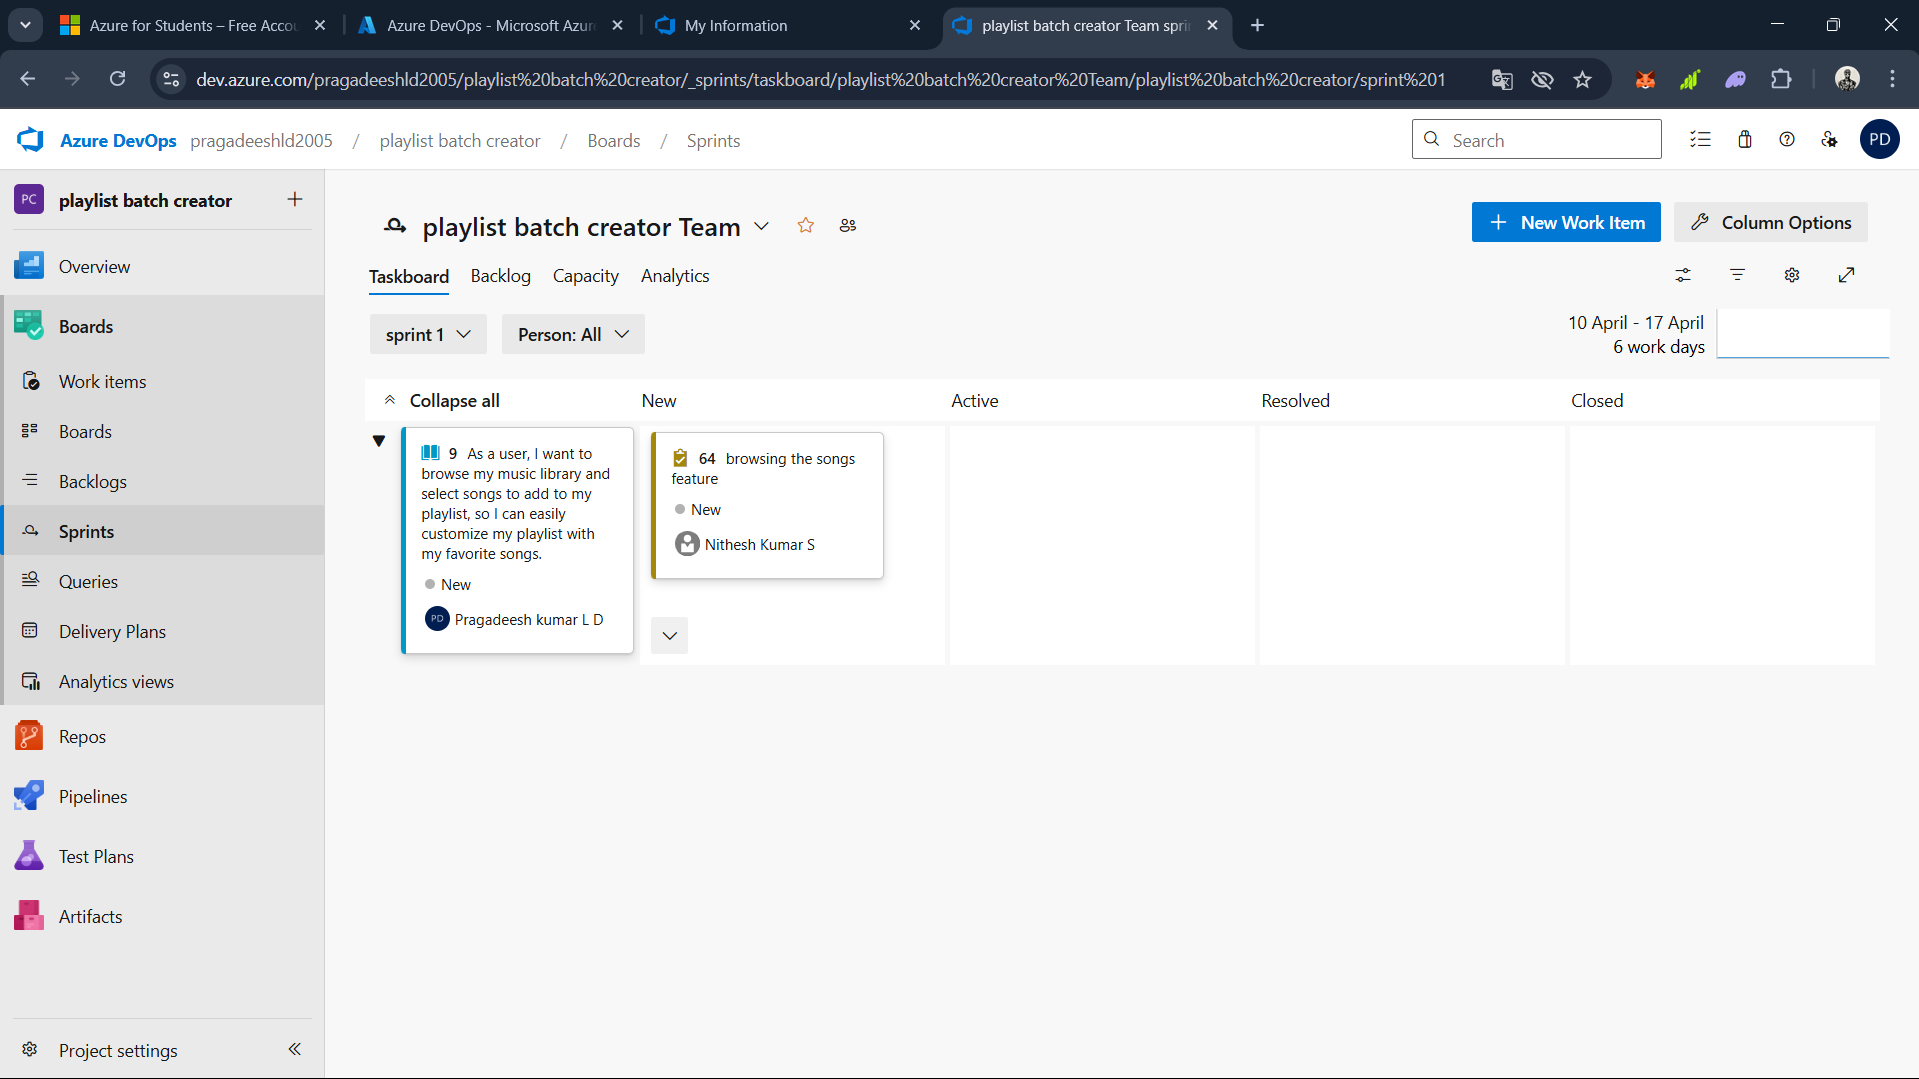 Azure for Students – Free Accou
Azure DevOps - Microsoft Azure
My Information
playlist batch creator Team sprin
dev.azure.com/pragadeeshld2005/playlist%20batch%20creator/_sprints/taskboard/playlist%20batch%20creator%20Team/playlist%20batch%20creator/sprint%201
Azure DevOps
pragadeeshld2005 / playlist batch creator / Boards / Sprints
Search
PD
PC
playlist batch creator
Overview
Boards
Work items
Boards
Backlogs
Sprints
Queries
Delivery Plans
Analytics views
Repos
Pipelines
Test Plans
Artifacts
Project settings
playlist batch creator Team
New Work Item
Column Options
Taskboard
Backlog
Capacity
Analytics
sprint 1
Person: All
10 April - 17 April
6 work days
Collapse all
New
Active
Resolved
Closed
9 As a user, I want to
browse my music library and
select songs to add to my
playlist, so I can easily
customize my playlist with
my favorite songs.
New
PD
Pragadeesh kumar L D
64 browsing the songs
feature
New
Nithesh Kumar S